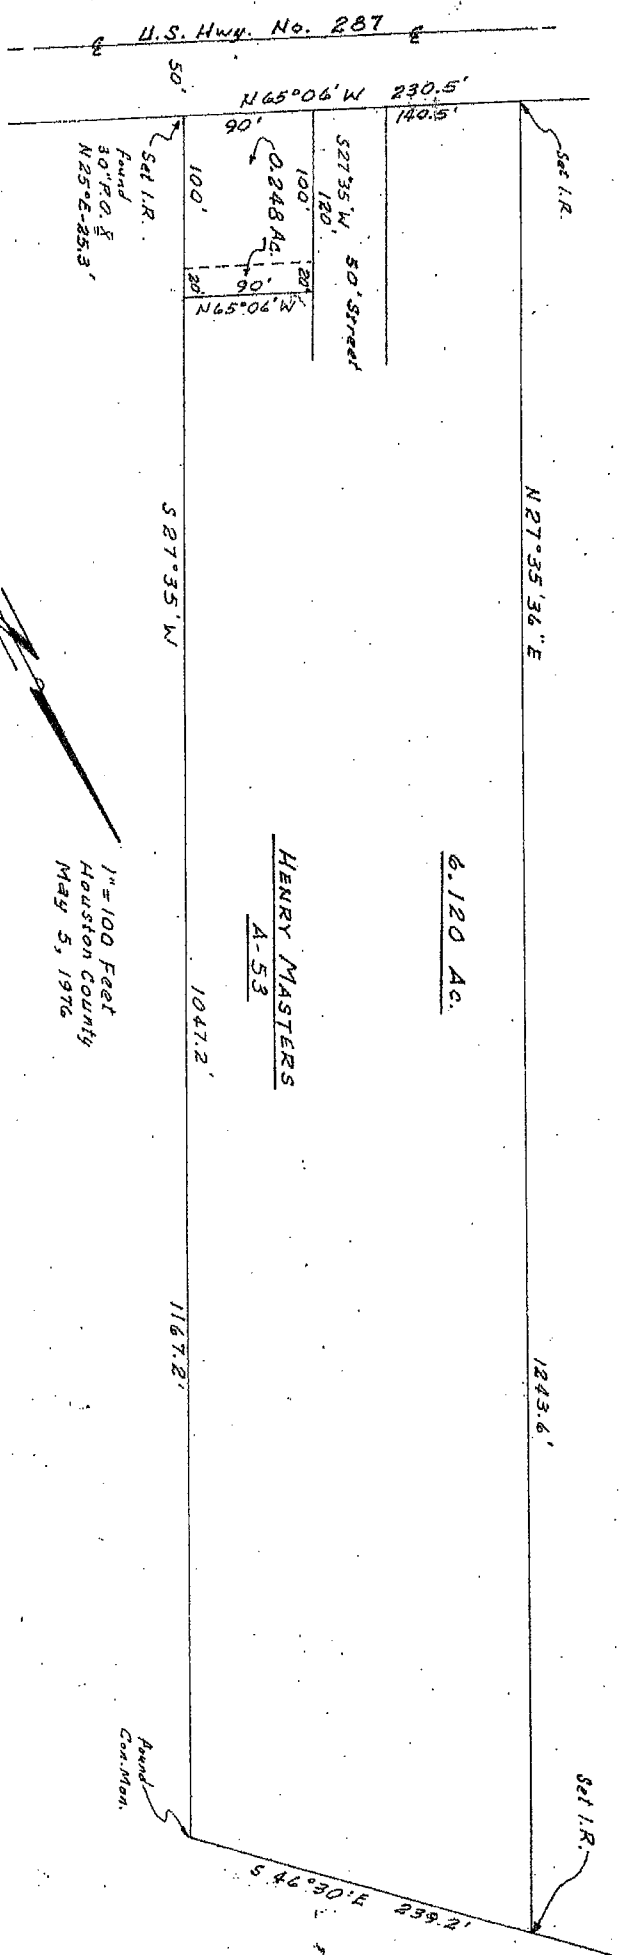 U.S. Hwy. No. 287
50'
N65°06'W 230.5'
90'
140.5'
Set I.R.
Set I.R.
Found
30" P.O. &
N25°E-25.3'
100'
20'
0.248 Ac.
100'
20'
90'
N65°06'W
S27°35'W
120'
50' Street
N27°35'36"E
1243.6'
6.120 Ac.
HENRY MASTERS
A-53
S27°35'W
1047.2'
1167.2'
1"=100 Feet
Houston County
May 5, 1976
Found
Con. Mon.
Set I.R.
S 46°30'E 239.2'